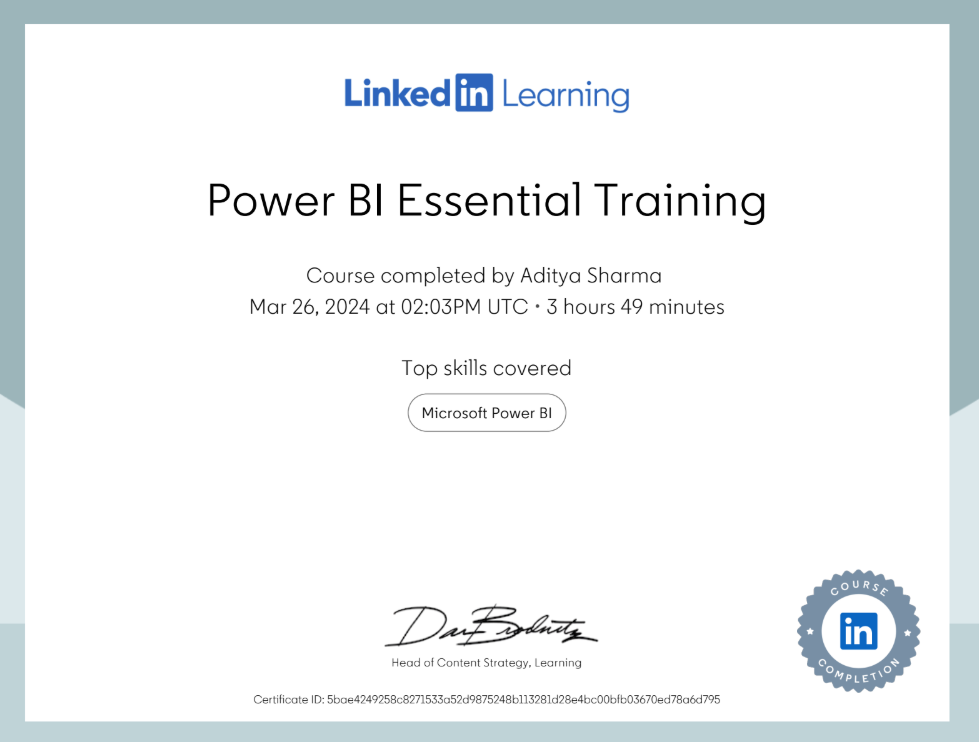 Linked in Learning
Power BI Essential Training
Course completed by Aditya Sharma
Mar 26, 2024 at 02:03PM UTC • 3 hours 49 minutes
Top skills covered
Microsoft Power BI
Dan Brodnitz
Head of Content Strategy, Learning
COURSE
in
COMPLETION
Certificate ID: 5bae4249258c8271533a52d9875248b113281d28e4bc00bfb03670ed78a6d795